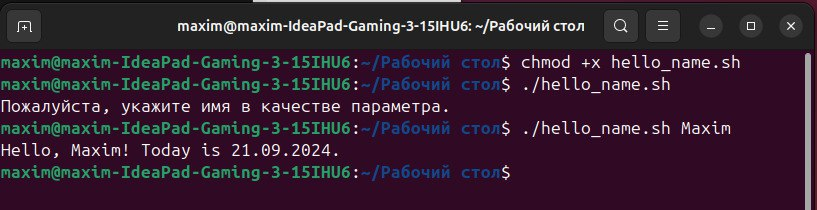 maxim@maxim-IdeaPad-Gaming-3-15IHU6: ~/Рабочий стол
maxim@maxim-IdeaPad-Gaming-3-15IHU6:~/Рабочий стол$ chmod +x hello_name.sh
maxim@maxim-IdeaPad-Gaming-3-15IHU6:~/Рабочий стол$ ./hello_name.sh
Пожалуйста, укажите имя в качестве параметра.
maxim@maxim-IdeaPad-Gaming-3-15IHU6:~/Рабочий стол$ ./hello_name.sh Maxim
Hello, Maxim! Today is 21.09.2024.
maxim@maxim-IdeaPad-Gaming-3-15IHU6:~/Рабочий стол$